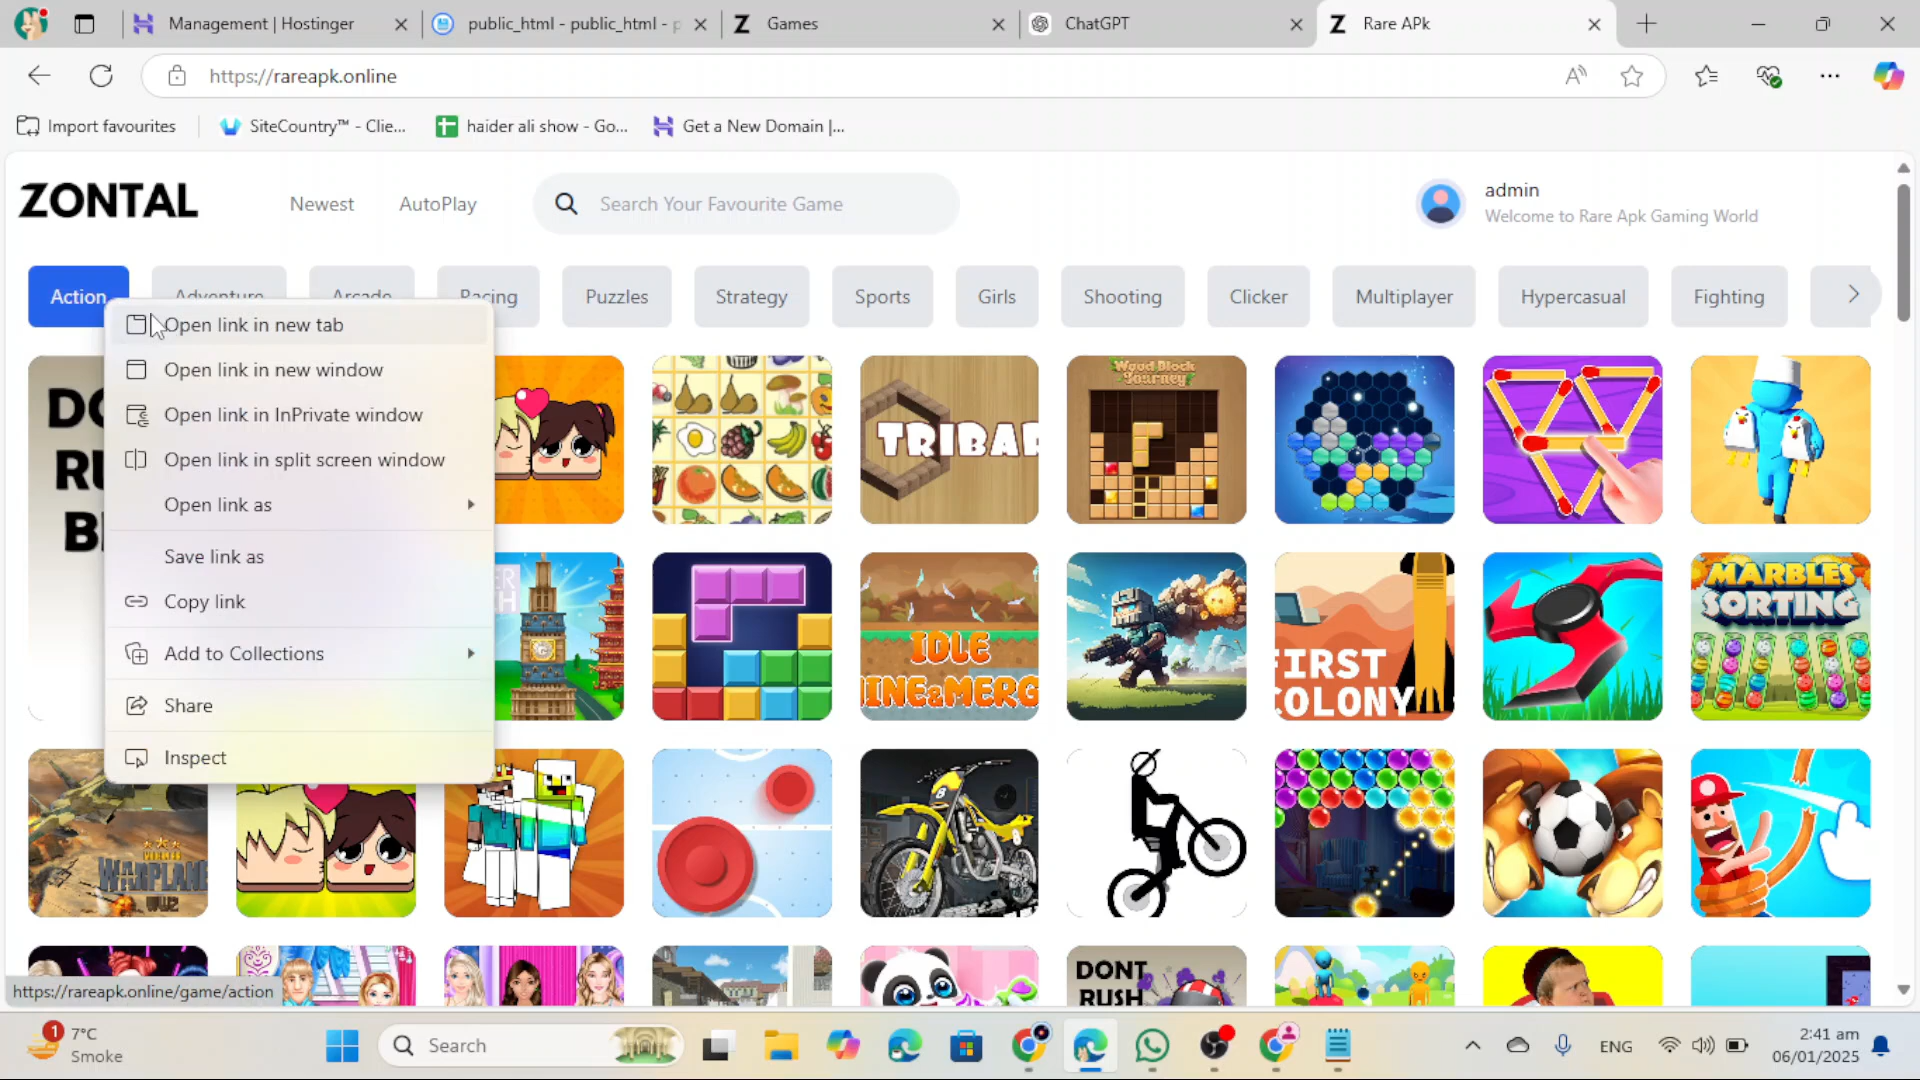 Management | Hostinger
public_html - public_html - p
Games
ChatGPT
Rare APk
https://rareapk.online
Import favourites
SiteCountry™ - Clie...
haider ali show - Go...
Get a New Domain |...
ZONTAL
Newest
AutoPlay
Search Your Favourite Game
admin
Welcome to Rare Apk Gaming World
Action
Adventure
Arcade
Racing
Puzzles
Strategy
Sports
Girls
Shooting
Clicker
Multiplayer
Hypercasual
Fighting
Open link in new tab
Open link in new window
Open link in InPrivate window
Open link in split screen window
Open link as
Save link as
Copy link
Add to Collections
Share
Inspect
TRIBAR
Wood Block
Journey
IDLE
MINE&MERG
FIRST
COLONY
MARBLES
SORTING
WARPLANE
WW2
DONT
RUSH
https://rareapk.online/game/action
1
7°C
Smoke
Search
ENG
2:41 am
06/01/2025